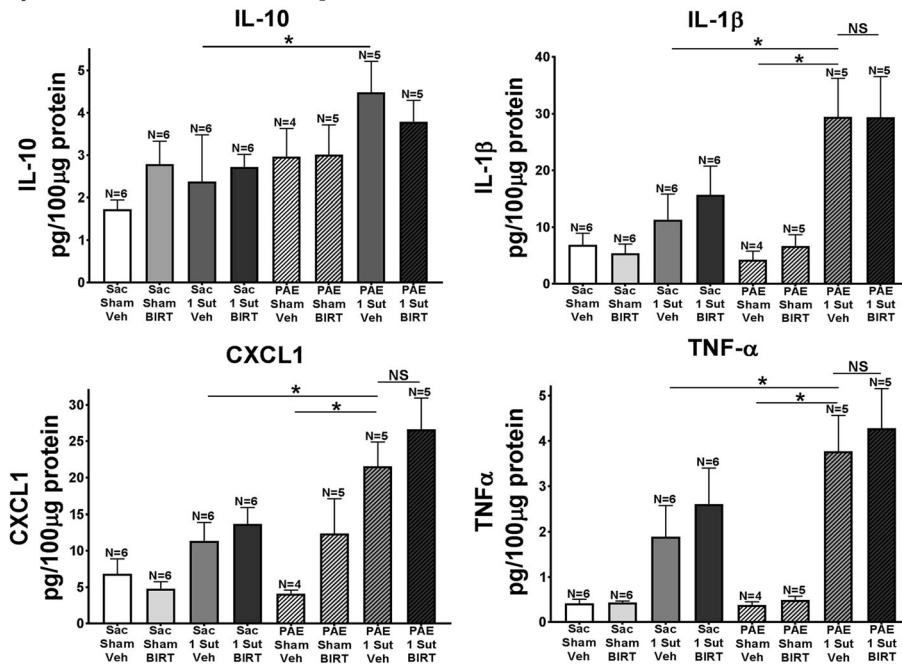 IL-10
IL-10
pg/100µg protein
5
4
3
2
1
0
*
N=6
N=6
N=6
N=6
N=4
N=5
N=5
N=5
Sac Sham Veh
Sac Sham BIRT
Sac 1 Sut Veh
Sac 1 Sut BIRT
PAE Sham Veh
PAE Sham BIRT
PAE 1 Sut Veh
PAE 1 Sut BIRT
IL-1β
IL-1β
pg/100µg protein
40
30
20
10
0
NS
*
*
N=6
N=6
N=6
N=6
N=4
N=5
N=5
N=5
Sac Sham Veh
Sac Sham BIRT
Sac 1 Sut Veh
Sac 1 Sut BIRT
PAE Sham Veh
PAE Sham BIRT
PAE 1 Sut Veh
PAE 1 Sut BIRT
CXCL1
CXCL1
pg/100µg protein
30
25
20
15
10
5
0
NS
*
*
N=6
N=6
N=6
N=6
N=4
N=5
N=5
N=5
Sac Sham Veh
Sac Sham BIRT
Sac 1 Sut Veh
Sac 1 Sut BIRT
PAE Sham Veh
PAE Sham BIRT
PAE 1 Sut Veh
PAE 1 Sut BIRT
TNF-α
TNFα
pg/100µg protein
5
4
3
2
1
0
NS
*
*
N=6
N=6
N=6
N=6
N=4
N=5
N=5
N=5
Sac Sham Veh
Sac Sham BIRT
Sac 1 Sut Veh
Sac 1 Sut BIRT
PAE Sham Veh
PAE Sham BIRT
PAE 1 Sut Veh
PAE 1 Sut BIRT